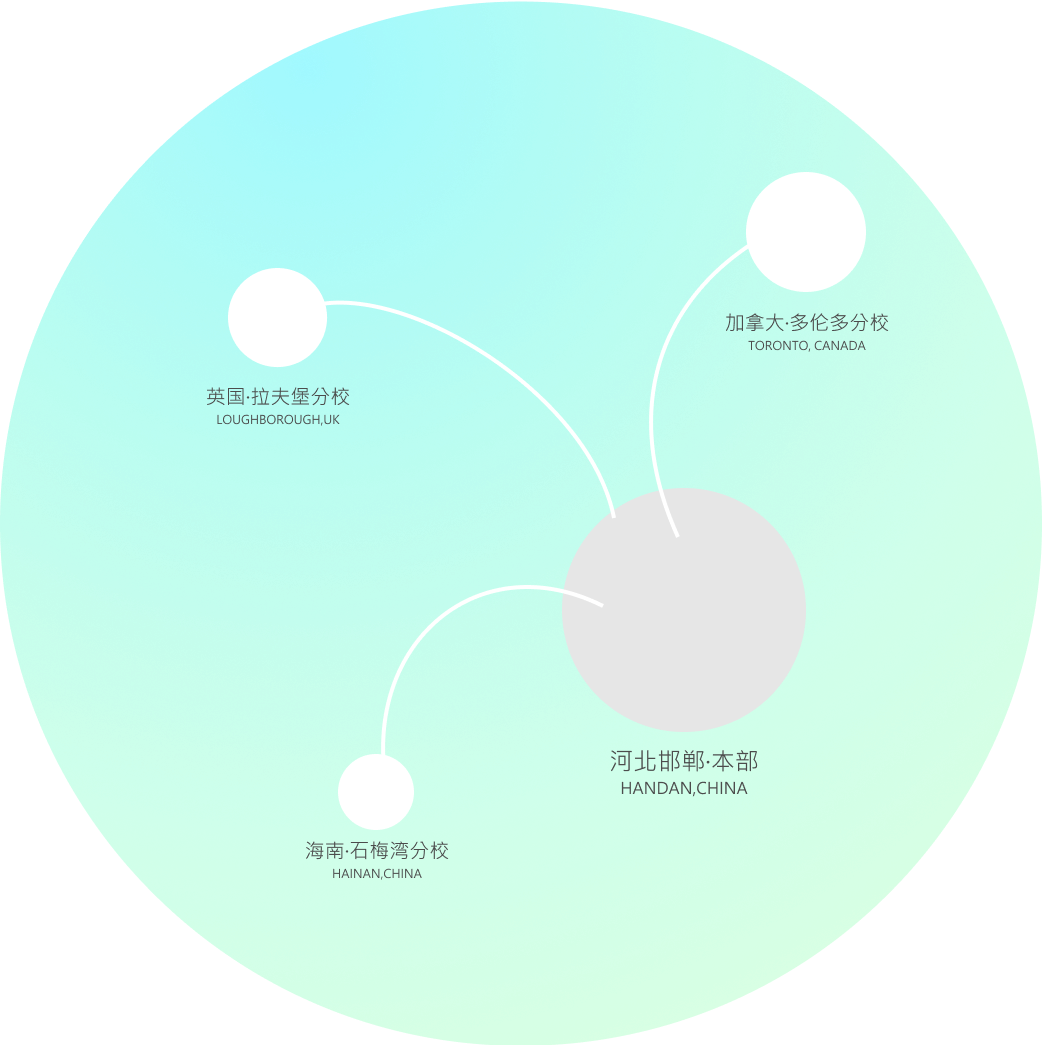 加拿大·多伦多分校
TORONTO, CANADA
英国·拉夫堡分校
LOUGHBOROUGH,UK
河北邯郸·本部
HANDAN,CHINA
海南·石梅湾分校
HAINAN,CHINA